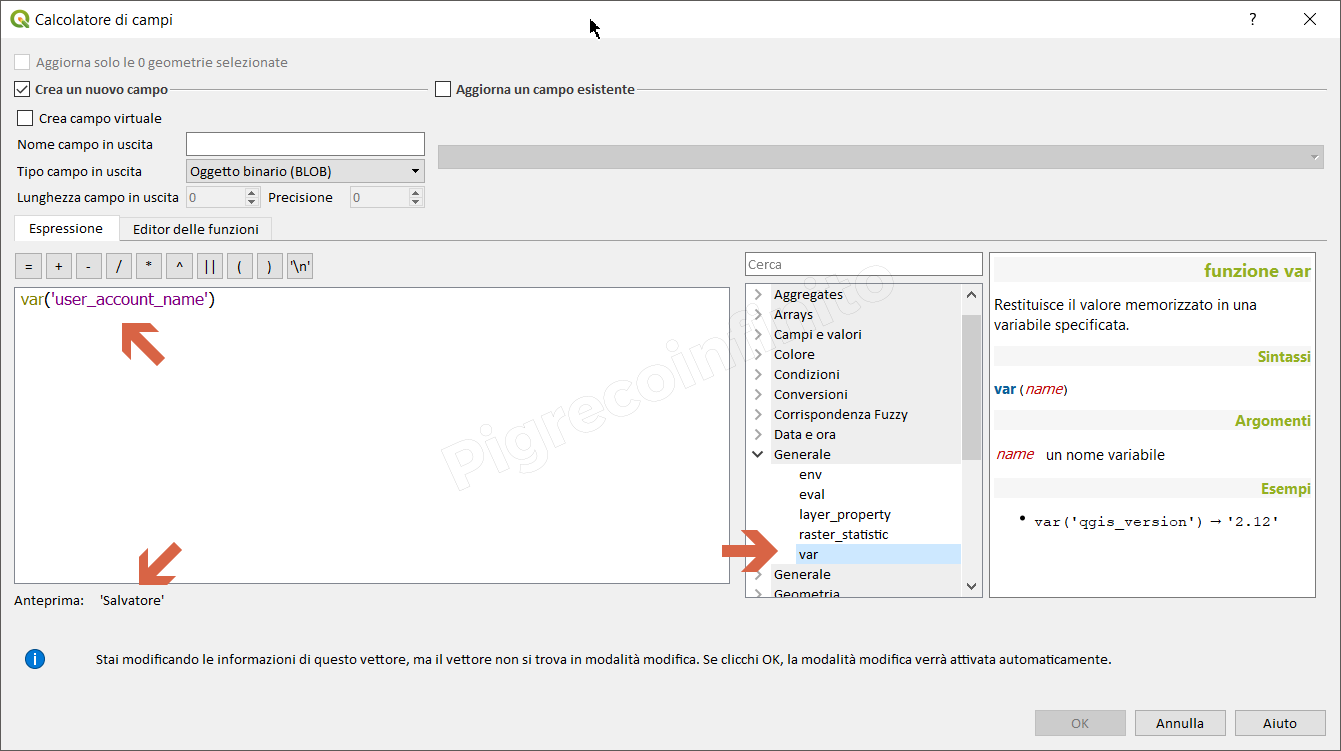 Calcolatore di campi
?
Aggiorna solo le 0 geometrie selezionate
Crea un nuovo campo
Aggiorna un campo esistente
Crea campo virtuale
Nome campo in uscita
Tipo campo in uscita Oggetto binario (BLOB)
Lunghezza campo in uscita 0 Precisione 0
Espressione Editor delle funzioni
= + - / * ^ || ( ) '\n'
var('user_account_name')
Anteprima: 'Salvatore'
Cerca
Aggregates
Arrays
Campi e valori
Colore
Condizioni
Conversioni
Corrispondenza Fuzzy
Data e ora
Generale
env
eval
layer_property
raster_statistic
var
Generale
Geometria
funzione var
Restituisce il valore memorizzato in una
variabile specificata.
Sintassi
var(name)
Argomenti
name un nome variabile
Esempi
• var('qgis_version') → '2.12'
Pigrecoinfinito
Stai modificando le informazioni di questo vettore, ma il vettore non si trova in modalità modifica. Se clicchi OK, la modalità modifica verrà attivata automaticamente.
OK Annulla Aiuto